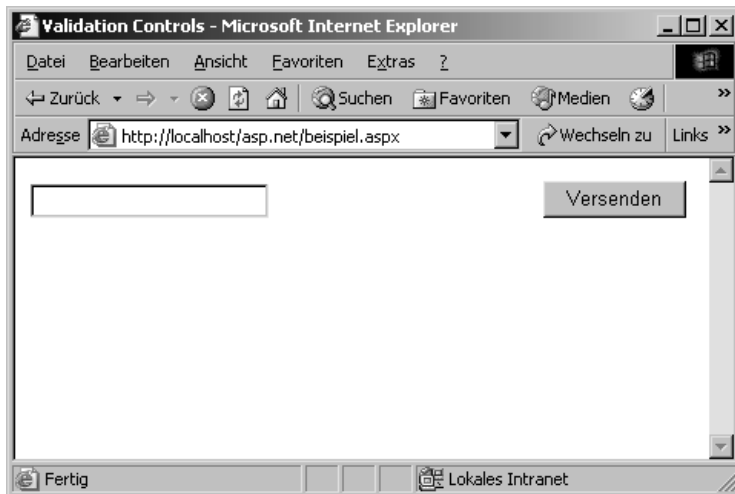 Validation Controls - Microsoft Internet Explorer
Datei Bearbeiten Ansicht Favoriten Extras ?
Zurück Suchen Favoriten Medien »
Adresse http://localhost/asp.net/beispiel.aspx Wechseln zu Links »
Versenden
Fertig Lokales Intranet